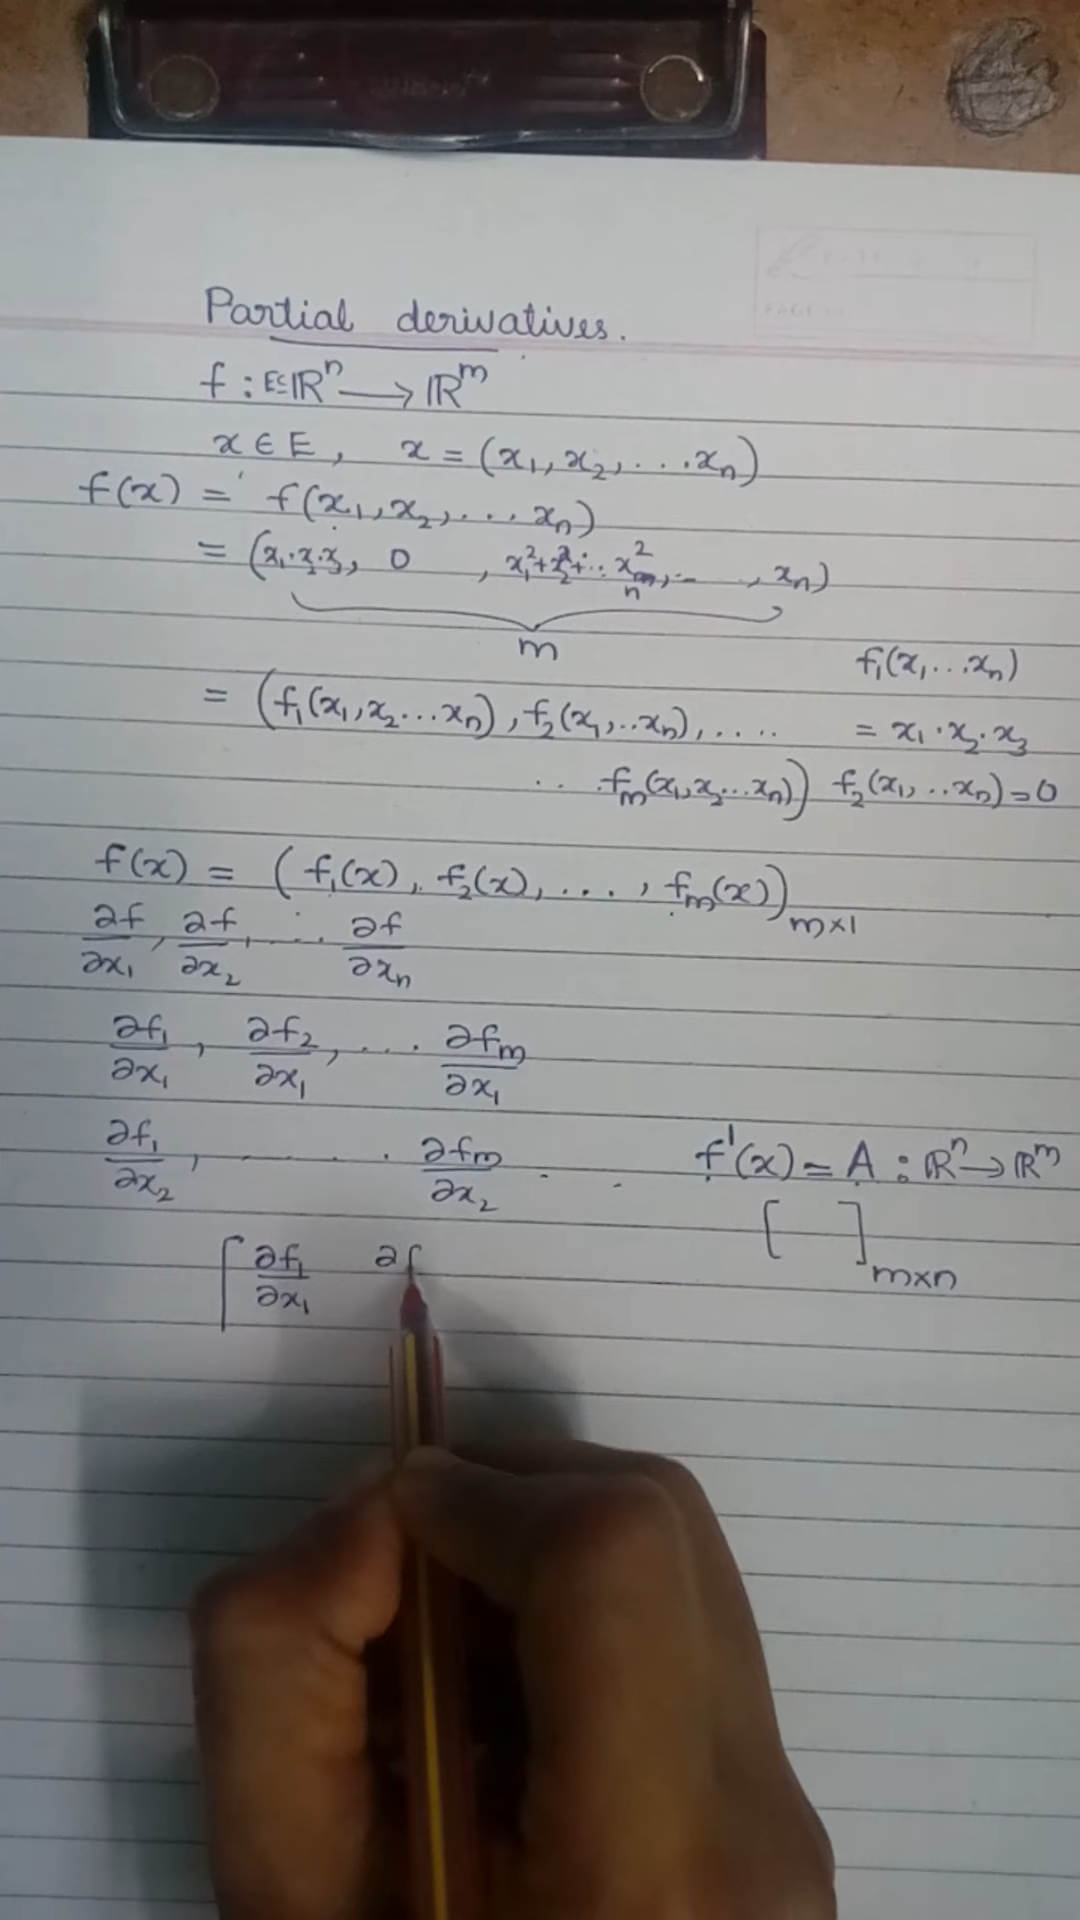 Partial derivatives.
f : E⊆ℝⁿ ⟶ ℝᵐ
x ∈ E, x = (x₁, x₂, ... xₙ)
f(x) = f(x₁, x₂, ... xₙ)
= (x₁·x₂·x₃, 0 , x₁²+x₂²+... xₙ², ... , xₙ)
m
f₁(x₁...xₙ)
= (f₁(x₁,x₂...xₙ), f₂(x₁,..xₙ), ....
= x₁·x₂·x₃
.. fₘ(x₁,x₂...xₙ))
f₂(x₁,..xₙ)=0
f(x) = (f₁(x), f₂(x), ..., fₘ(x))ₘₓ₁
∂f/∂x₁, ∂f/∂x₂, ... ∂f/∂xₙ
∂f₁/∂x₁, ∂f₂/∂x₁, ... ∂fₘ/∂x₁
∂f₁/∂x₂, ..... ∂fₘ/∂x₂ . .
f'(x) = A : ℝⁿ→ℝᵐ
[ ]ₘₓₙ
[ ∂f₁/∂x₁ ∂f